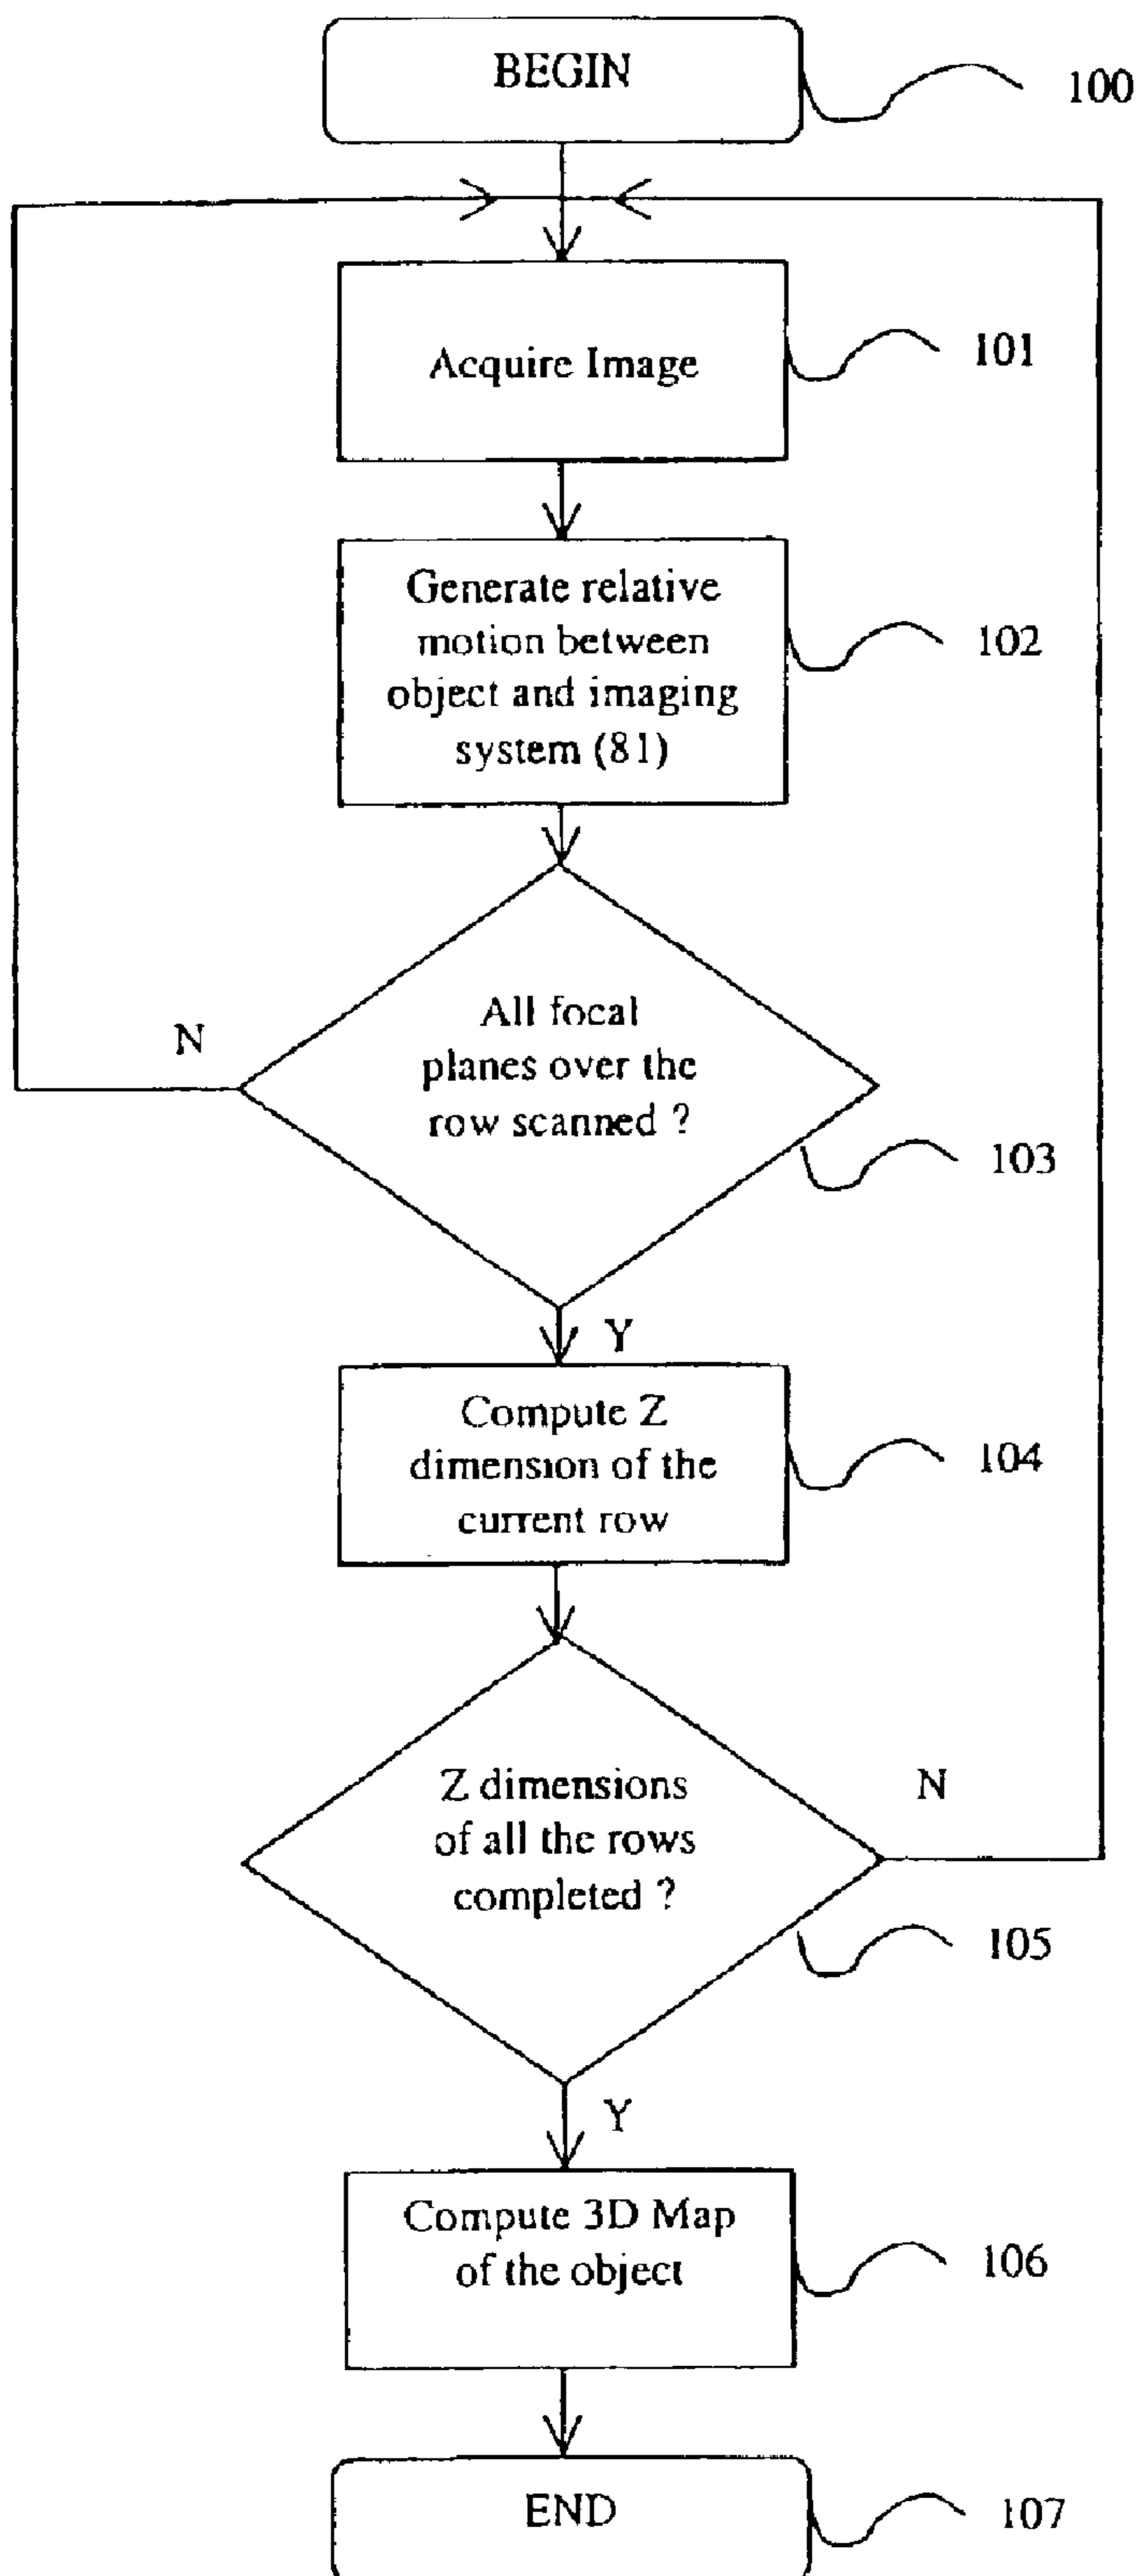 BEGIN
100
Acquire Image
101
Generate relative
motion between
object and imaging
system (81)
102
All focal
planes over the
row scanned ?
103
N
Y
Compute Z
dimension of the
current row
104
Z dimensions
of all the rows
completed ?
N
105
Y
Compute 3D Map
of the object
106
END
107